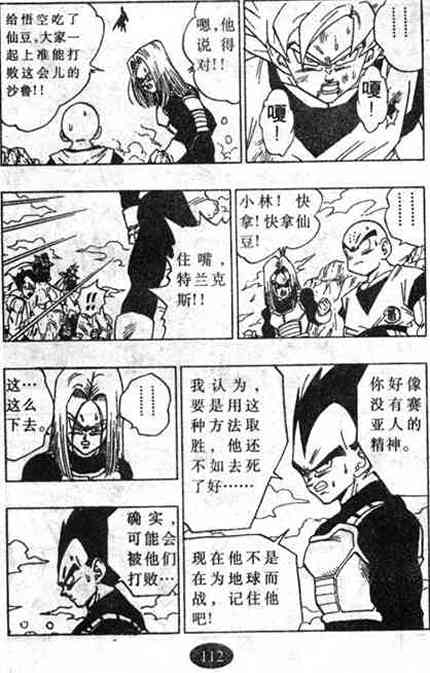 ……
嗄!
嗄!
嗯,他
说得
对!!
给悟空吃了
仙豆,大家一
起上准能打
败这会儿的
沙鲁!!
……
小林!快
拿!快拿仙
豆!
住嘴,
特兰克
斯!!
!!
你好像
没有赛
亚人的
精神。
我认为,
要是用这
种方法取
胜,他还
不如去死
了好……
现在他不是
在为地球而
战,记住他
吧!
……
这…
这么
下去。
确实,
可能会
被他们
打败…
112